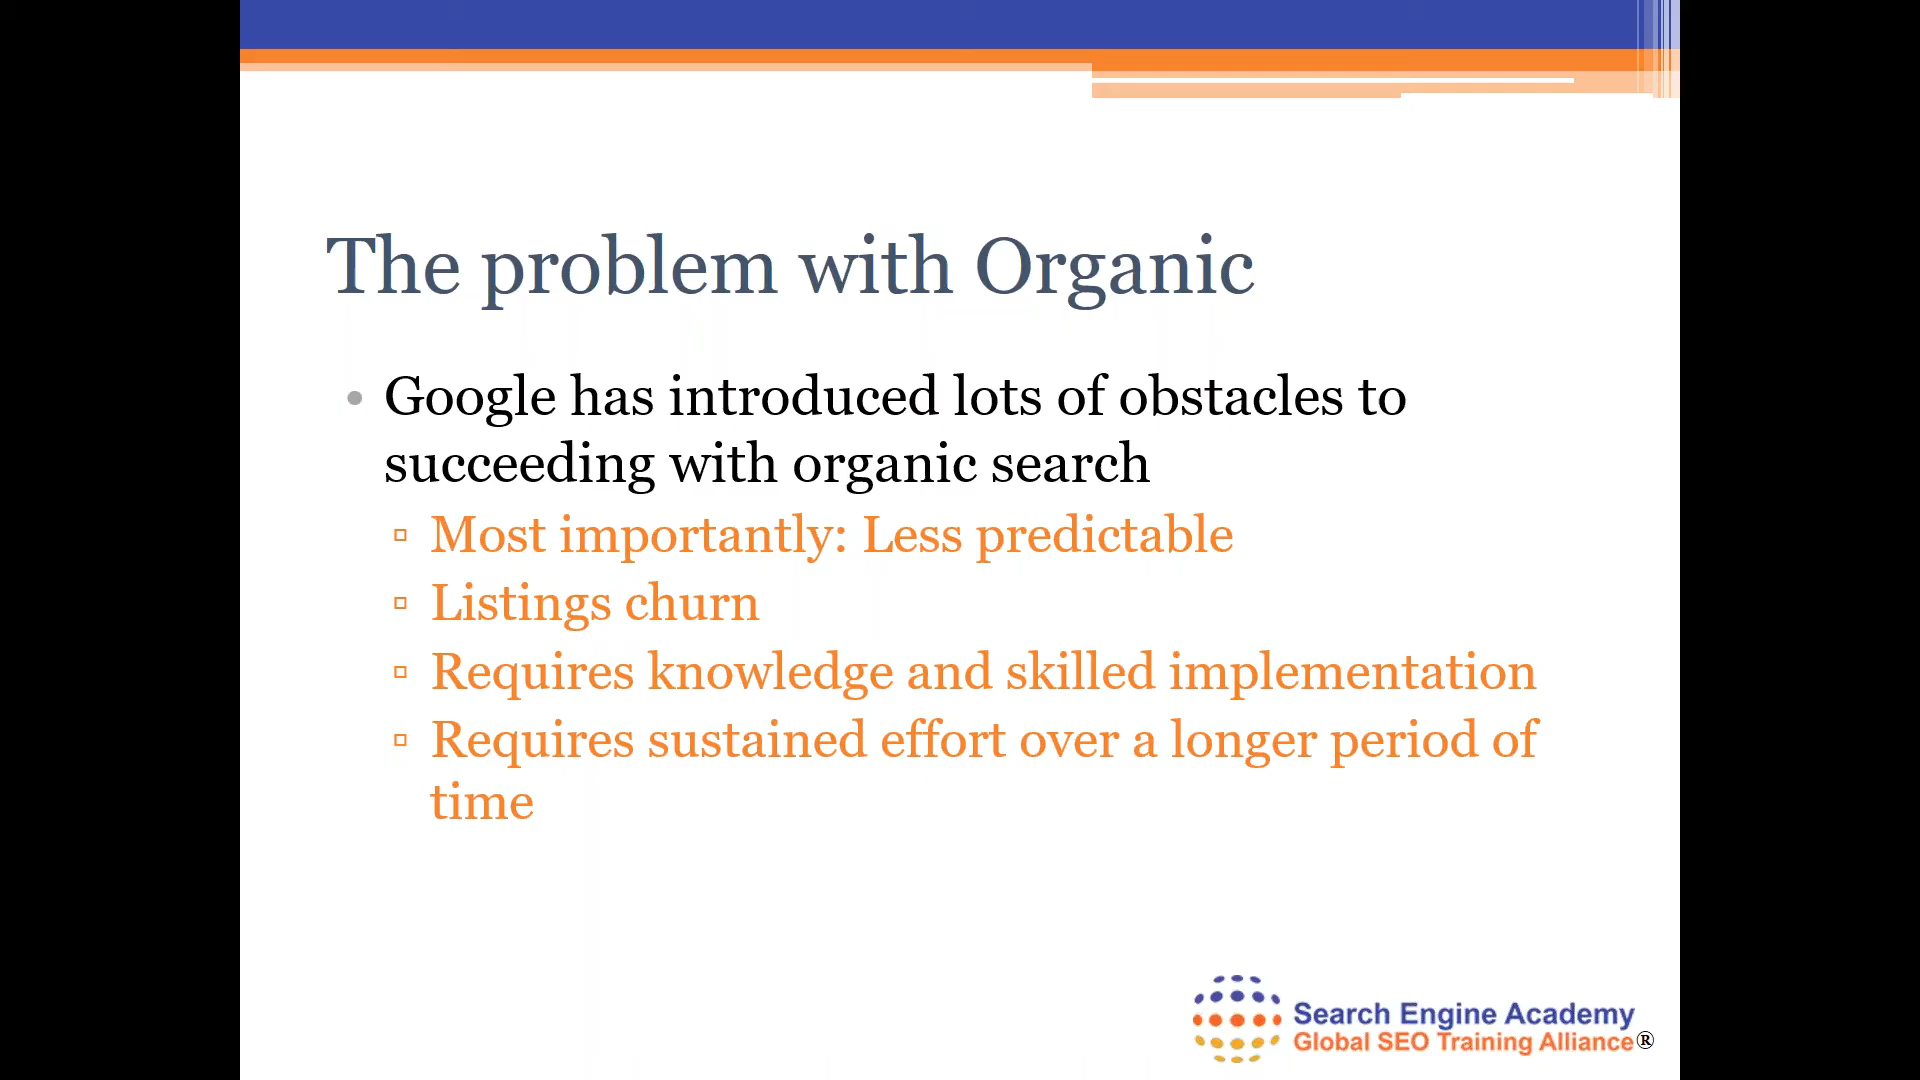 The problem with Organic
• Google has introduced lots of obstacles to
succeeding with organic search
▫ Most importantly: Less predictable
▫ Listings churn
▫ Requires knowledge and skilled implementation
▫ Requires sustained effort over a longer period of
time
Search Engine Academy
Global SEO Training Alliance®